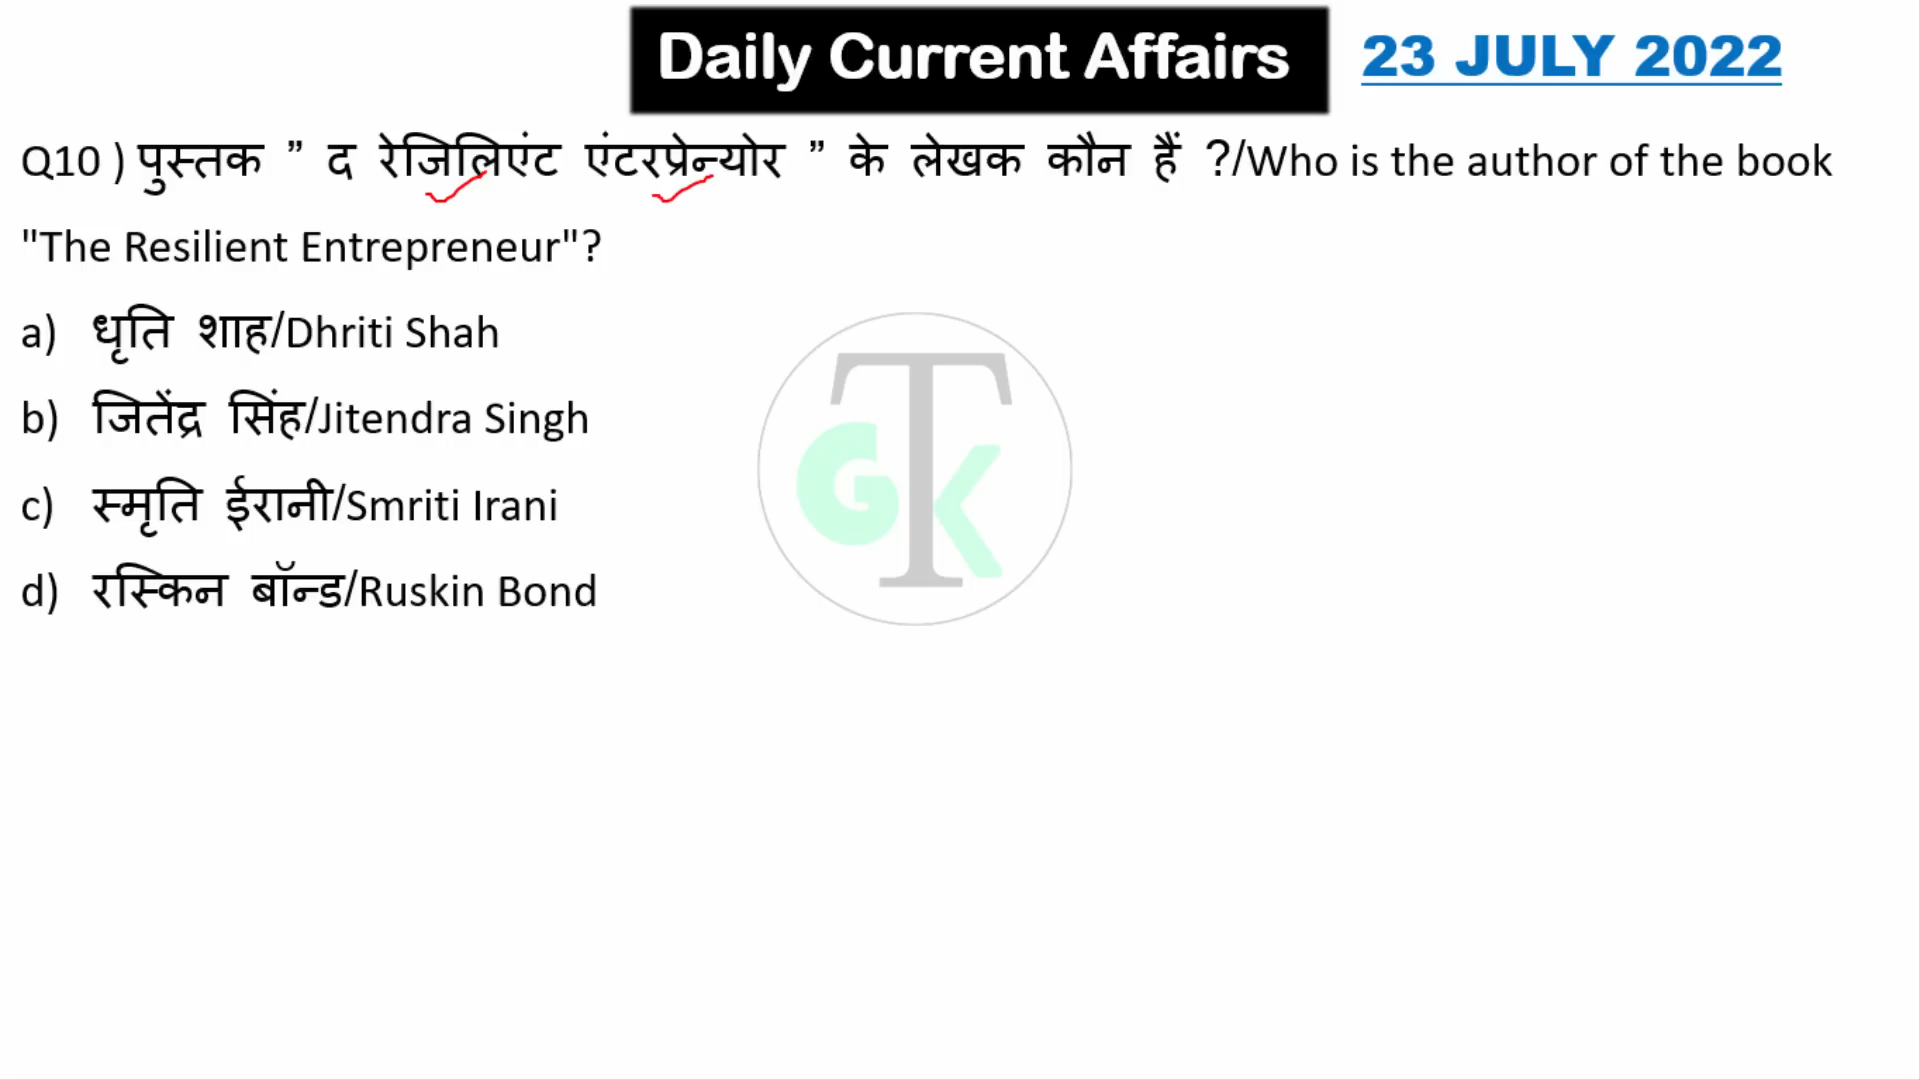 Daily Current Affairs 23 JULY 2022
Q10 ) पुस्तक ” द रेजिलिएंट एंटरप्रेन्योर ” के लेखक कौन हैं ?/Who is the author of the book
"The Resilient Entrepreneur"?
a) धृति शाह/Dhriti Shah
b) जितेंद्र सिंह/Jitendra Singh
c) स्मृति ईरानी/Smriti Irani
d) रस्किन बॉन्ड/Ruskin Bond
GTK